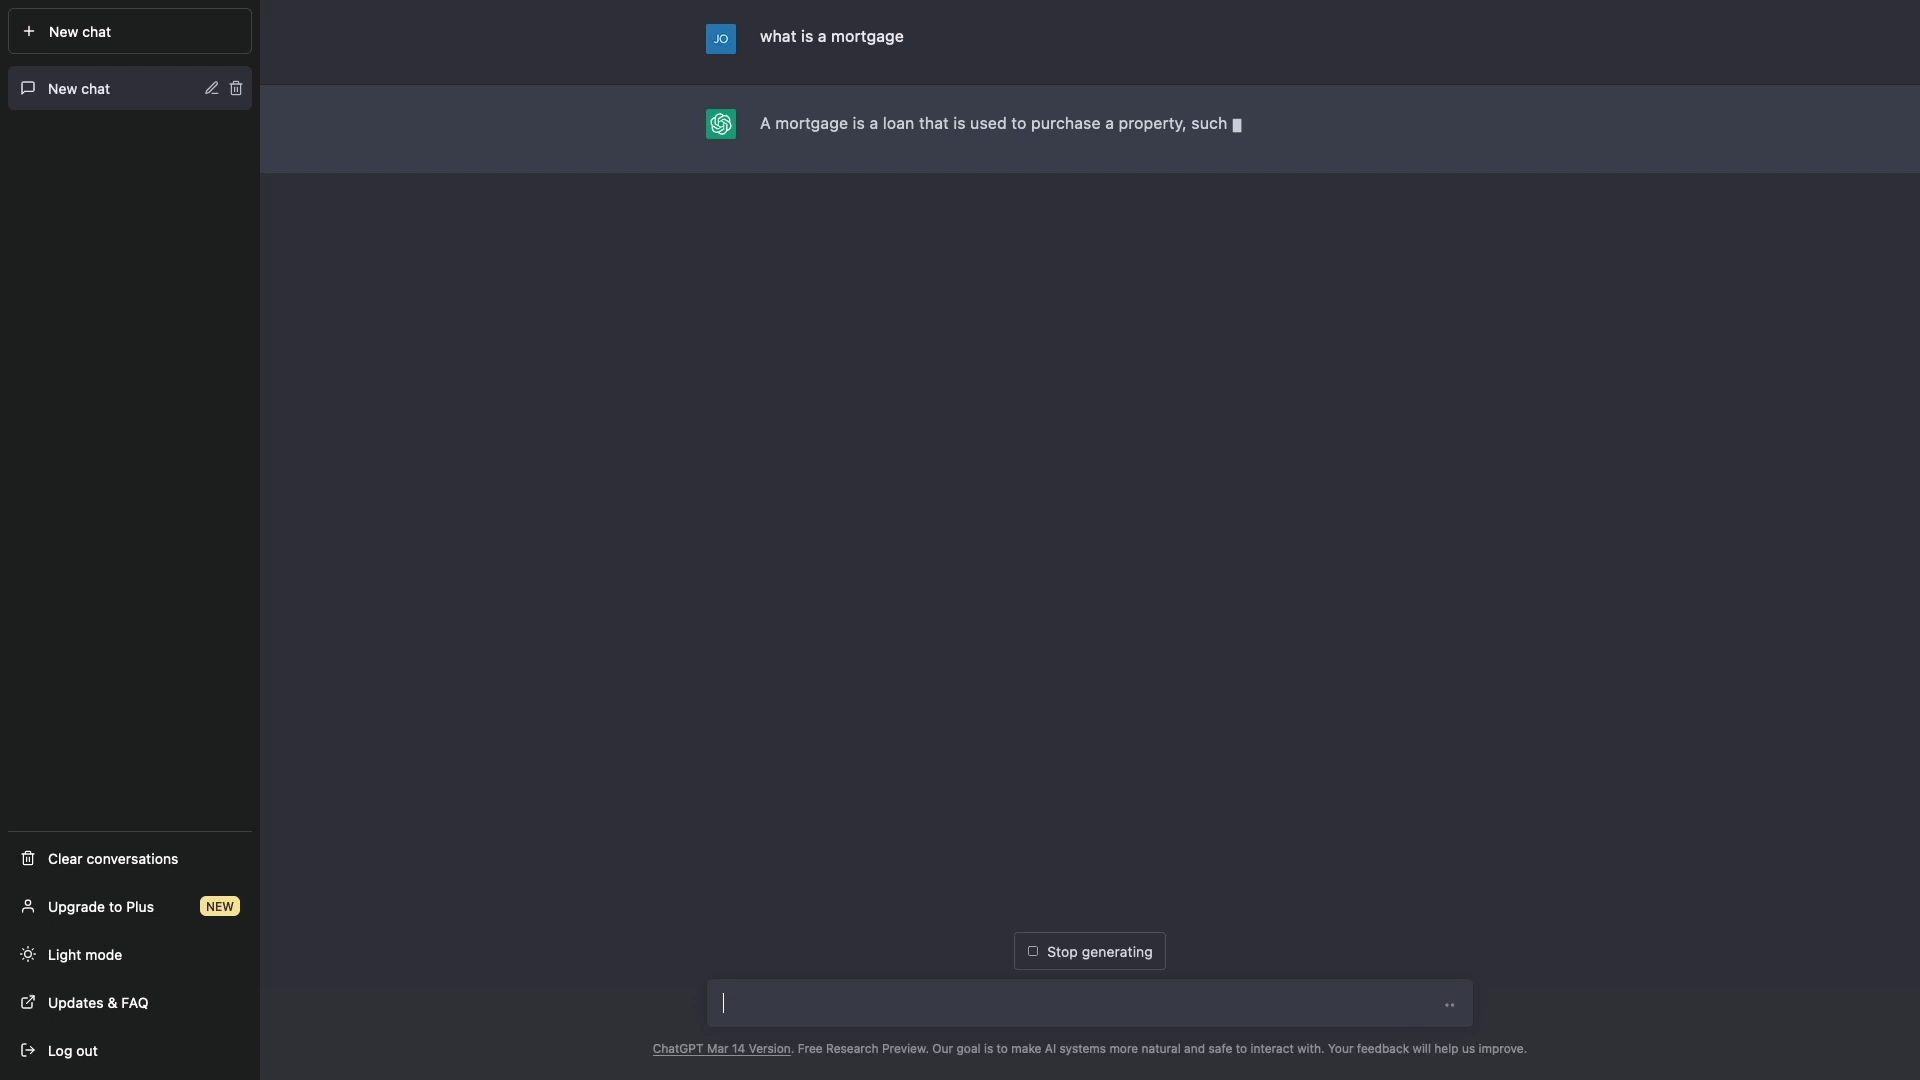 New chat
New chat
Clear conversations
Upgrade to Plus NEW
Light mode
Updates & FAQ
Log out
JO what is a mortgage
A mortgage is a loan that is used to purchase a property, such
Stop generating
ChatGPT Mar 14 Version. Free Research Preview. Our goal is to make AI systems more natural and safe to interact with. Your feedback will help us improve.